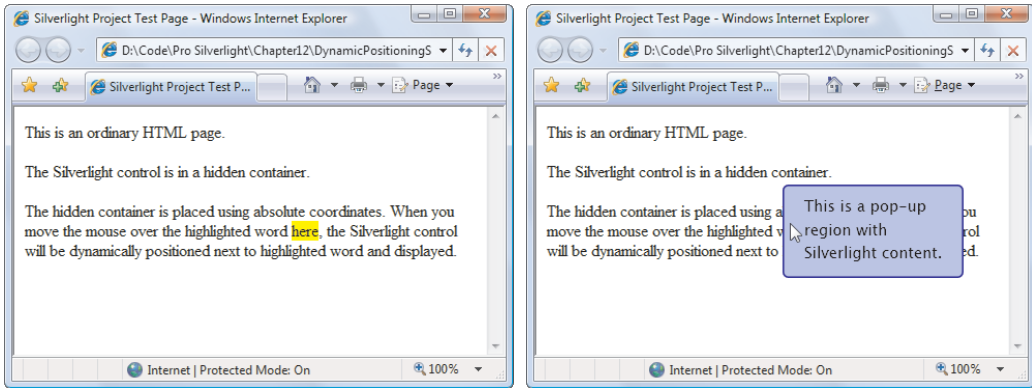 Silverlight Project Test Page - Windows Internet Explorer
D:\Code\Pro Silverlight\Chapter12\DynamicPositioningS
Silverlight Project Test P...
Page
This is an ordinary HTML page.
The Silverlight control is in a hidden container.
The hidden container is placed using absolute coordinates. When you
move the mouse over the highlighted word here, the Silverlight control
will be dynamically positioned next to highlighted word and displayed.
Internet | Protected Mode: On
100%
Silverlight Project Test Page - Windows Internet Explorer
D:\Code\Pro Silverlight\Chapter12\DynamicPositioningS
Silverlight Project Test P...
Page
This is an ordinary HTML page.
The Silverlight control is in a hidden container.
The hidden container is placed using a
move the mouse over the highlighted
will be dynamically positioned next to
This is a pop-up
region with
Silverlight content.
Internet | Protected Mode: On
100%